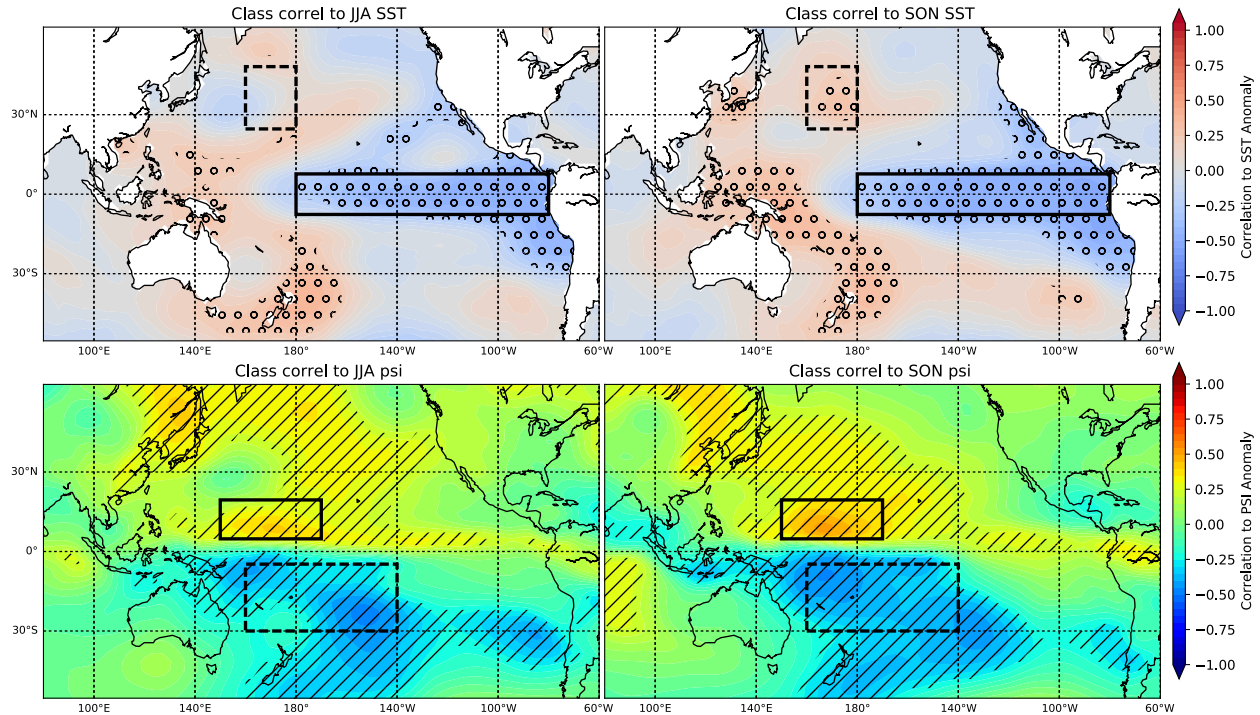 Class correl to JJA SST
Class correl to SON SST
30°N
0°
30°S
100°E
140°E
180°
140°W
100°W
60°W
100°E
140°E
180°
140°W
100°W
60°W
1.00
0.75
0.50
0.25
0.00
−0.25
−0.50
−0.75
−1.00
Correlation to SST Anomaly
Class correl to JJA psi
Class correl to SON psi
30°N
0°
30°S
100°E
140°E
180°
140°W
100°W
60°W
100°E
140°E
180°
140°W
100°W
60°W
1.00
0.75
0.50
0.25
0.00
−0.25
−0.50
−0.75
−1.00
Correlation to PSI Anomaly